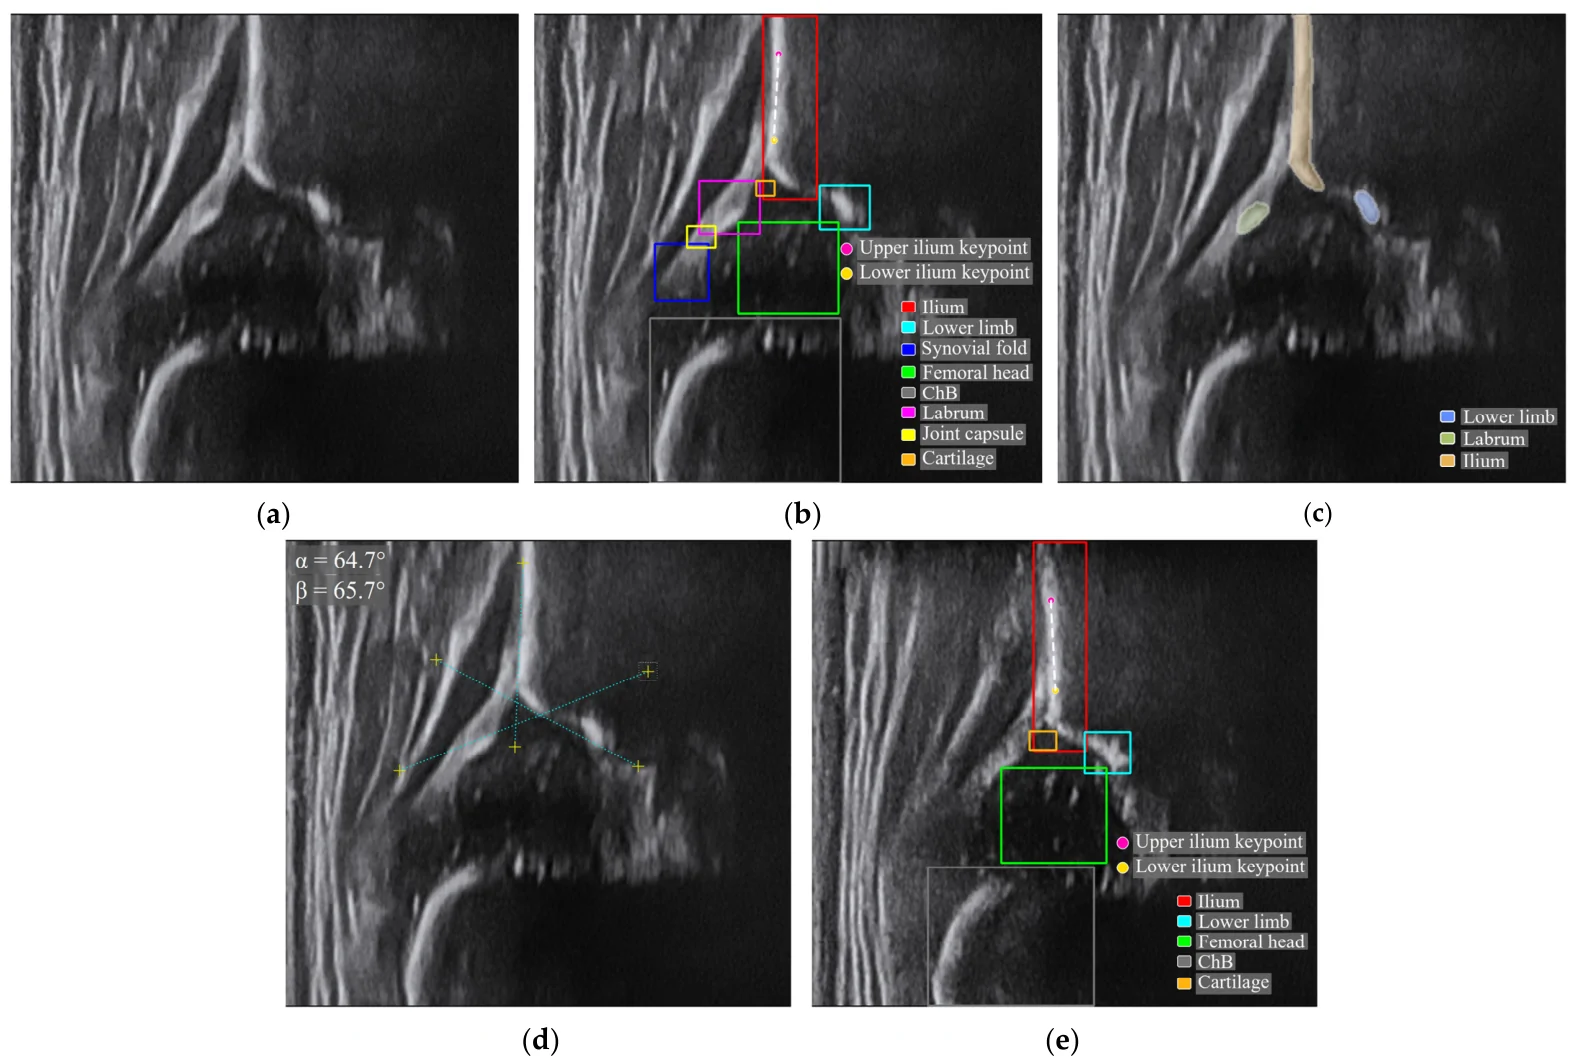 Upper ilium keypoint
Lower ilium keypoint
Ilium
Lower limb
Synovial fold
Femoral head
ChB
Labrum
Joint capsule
Cartilage
Lower limb
Labrum
Ilium
(a)
(b)
(c)
α = 64.7°
β = 65.7°
Upper ilium keypoint
Lower ilium keypoint
Ilium
Lower limb
Femoral head
ChB
Cartilage
(d)
(e)